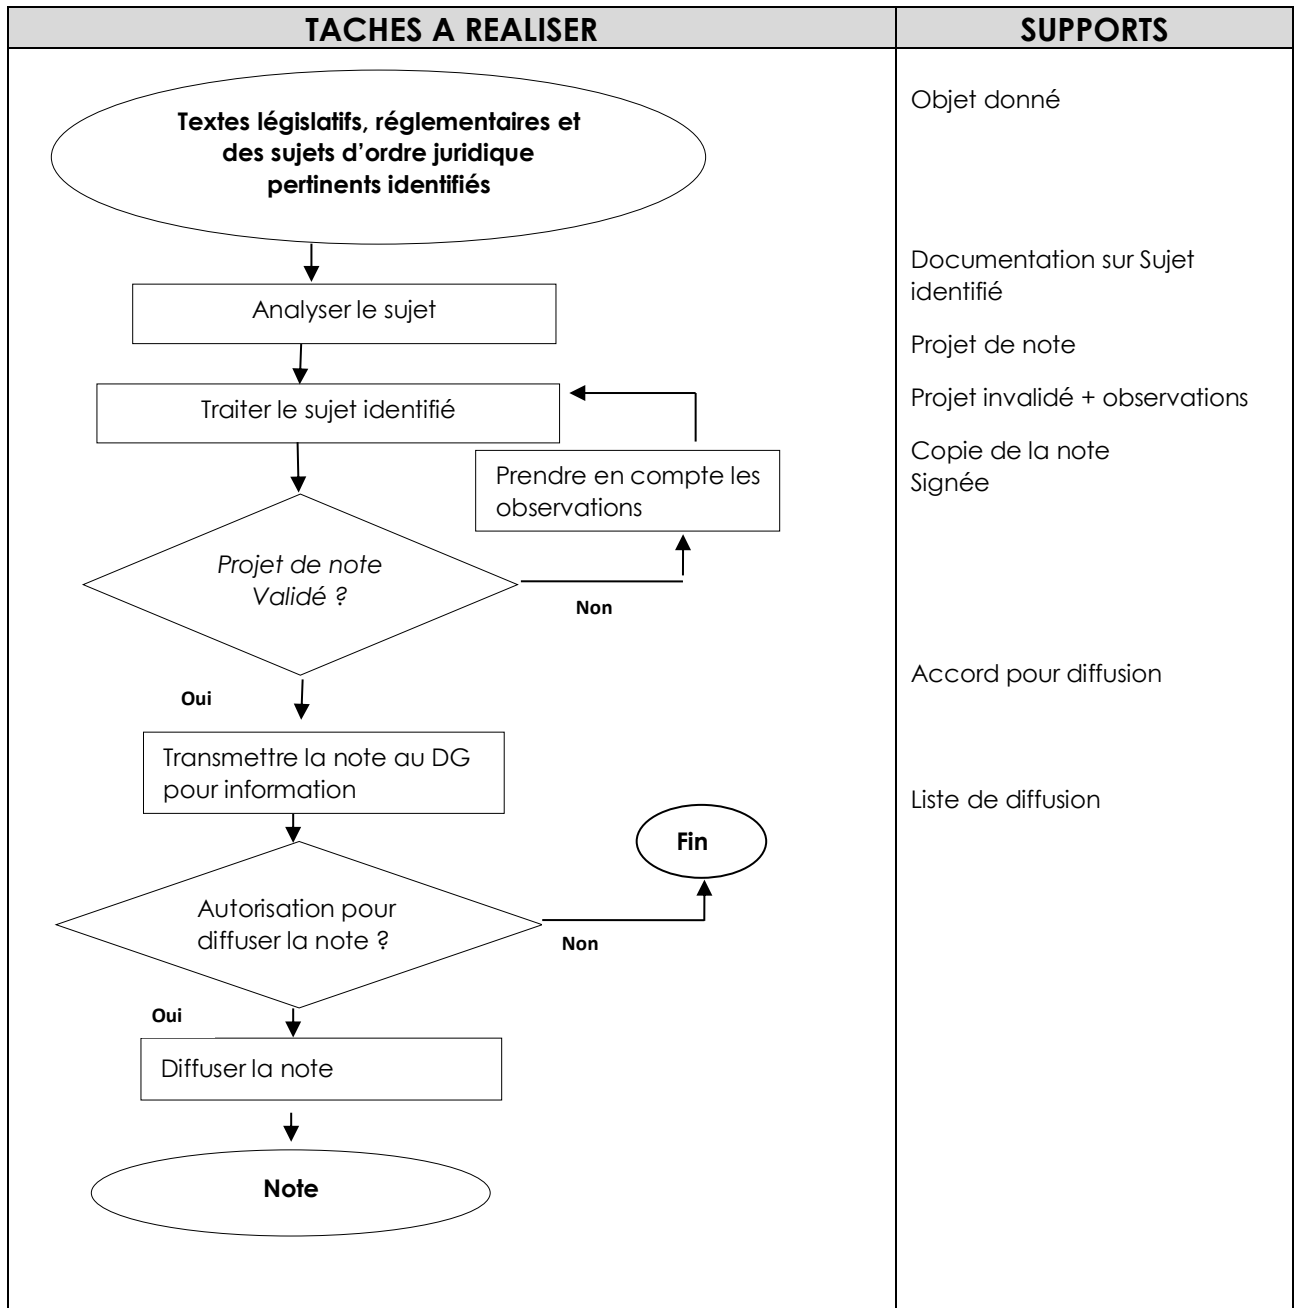 TACHES A REALISER
SUPPORTS
Textes législatifs, réglementaires et
des sujets d’ordre juridique
pertinents identifiés
Analyser le sujet
Traiter le sujet identifié
Prendre en compte les
observations
Projet de note
Validé ?
Non
Oui
Transmettre la note au DG
pour information
Fin
Autorisation pour
diffuser la note ?
Non
Oui
Diffuser la note
Note
Objet donné
Documentation sur Sujet
identifié
Projet de note
Projet invalidé + observations
Copie de la note
Signée
Accord pour diffusion
Liste de diffusion